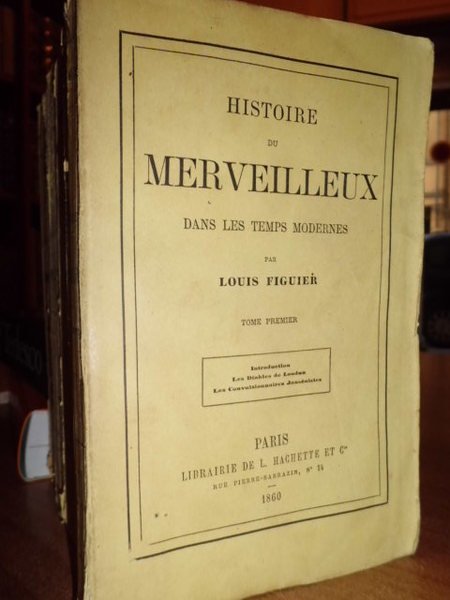 HISTOIRE
DU
MERVEILLEUX
DANS LES TEMPS MODERNES
PAR
LOUIS FIGUIER
TOME PREMIER
Introduction
Les Diables de Loudun
Les Convulsionnaires Jansénistes
PARIS
LIBRAIRIE DE L. HACHETTE ET Cie
RUE PIERRE-SARRAZIN, N° 14
1860